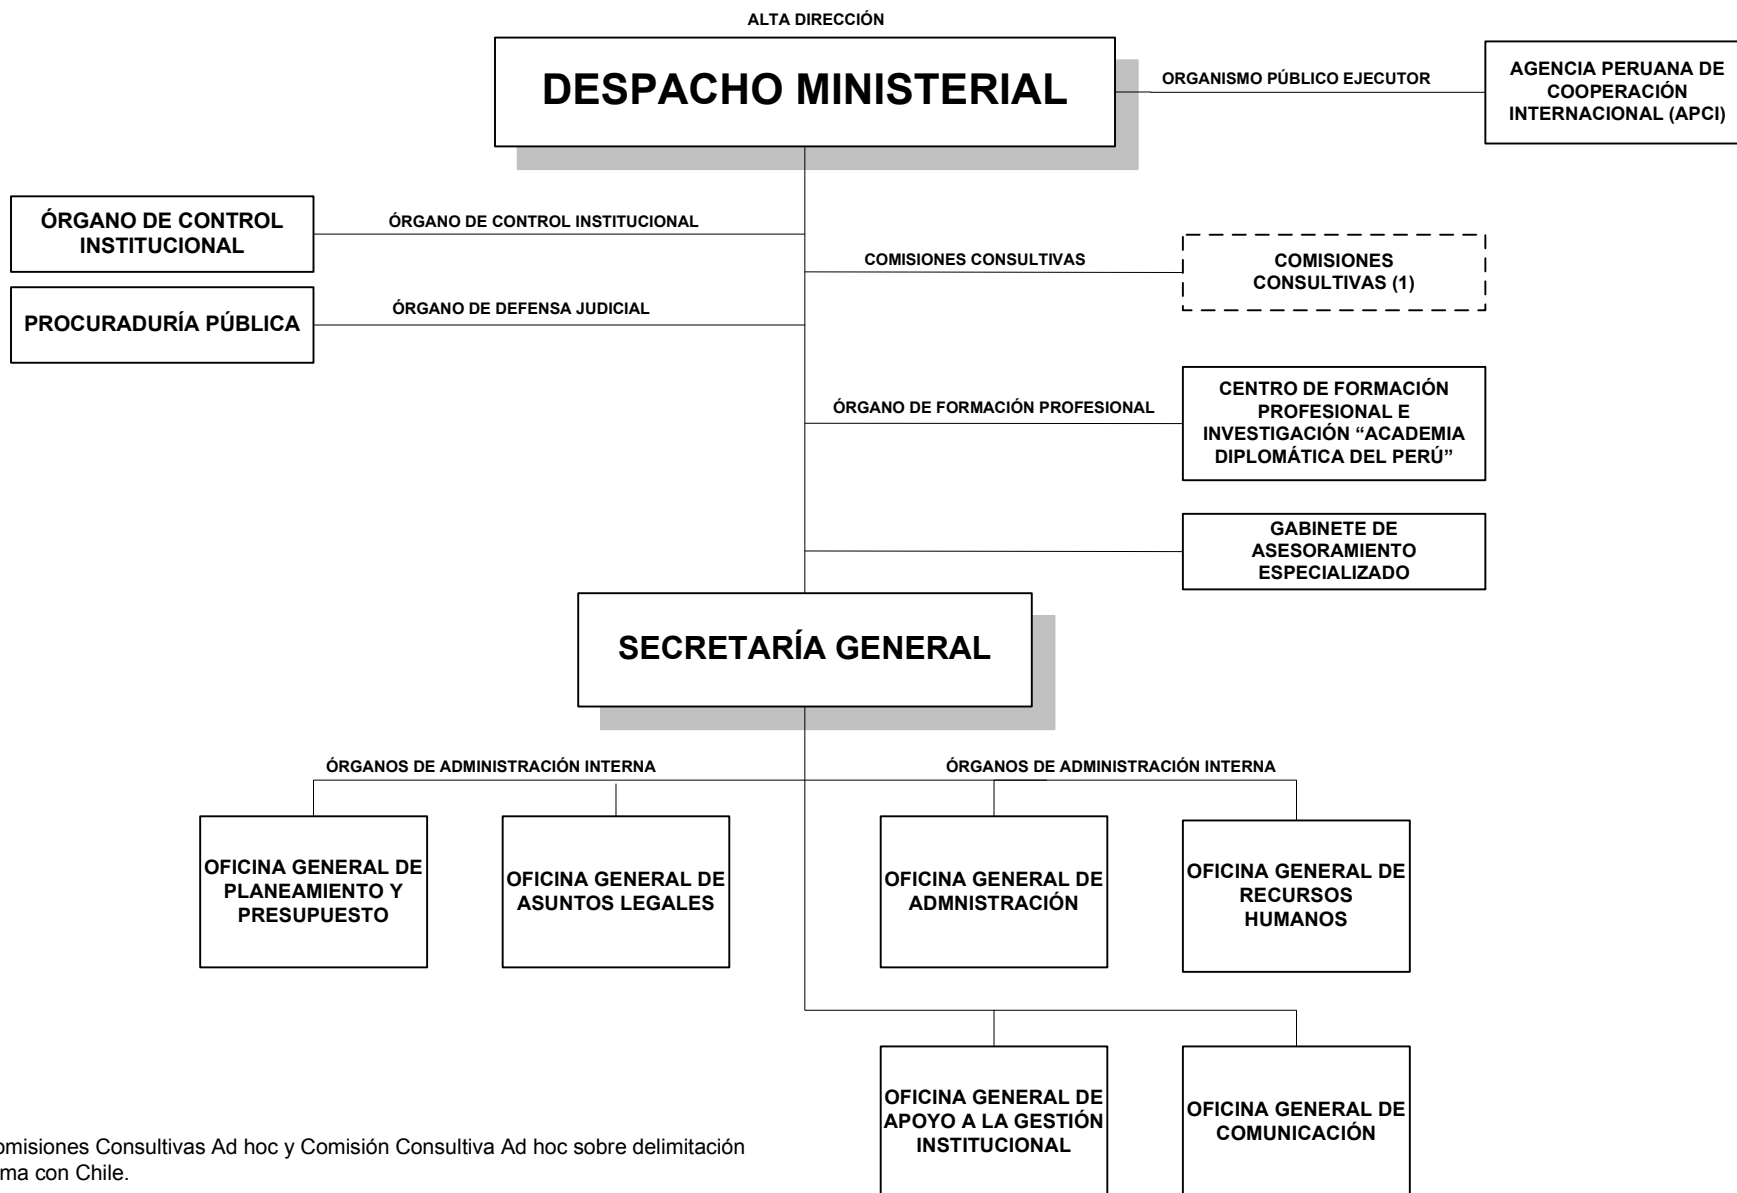 ALTA DIRECCIÓN
DESPACHO MINISTERIAL
ORGANISMO PÚBLICO EJECUTOR
AGENCIA PERUANA DE
COOPERACIÓN
INTERNACIONAL (APCI)
ÓRGANO DE CONTROL
INSTITUCIONAL
ÓRGANO DE CONTROL INSTITUCIONAL
COMISIONES CONSULTIVAS
COMISIONES
CONSULTIVAS (1)
PROCURADURÍA PÚBLICA
ÓRGANO DE DEFENSA JUDICIAL
ÓRGANO DE FORMACIÓN PROFESIONAL
CENTRO DE FORMACIÓN
PROFESIONAL E
INVESTIGACIÓN “ACADEMIA
DIPLOMÁTICA DEL PERÚ”
GABINETE DE
ASESORAMIENTO
ESPECIALIZADO
SECRETARÍA GENERAL
ÓRGANOS DE ADMINISTRACIÓN INTERNA
ÓRGANOS DE ADMINISTRACIÓN INTERNA
OFICINA GENERAL DE
PLANEAMIENTO Y
PRESUPUESTO
OFICINA GENERAL DE
ASUNTOS LEGALES
OFICINA GENERAL DE
ADMNISTRACIÓN
OFICINA GENERAL DE
RECURSOS
HUMANOS
OFICINA GENERAL DE
APOYO A LA GESTIÓN
INSTITUCIONAL
OFICINA GENERAL DE
COMUNICACIÓN
omisiones Consultivas Ad hoc y Comisión Consultiva Ad hoc sobre delimitación
ma con Chile.